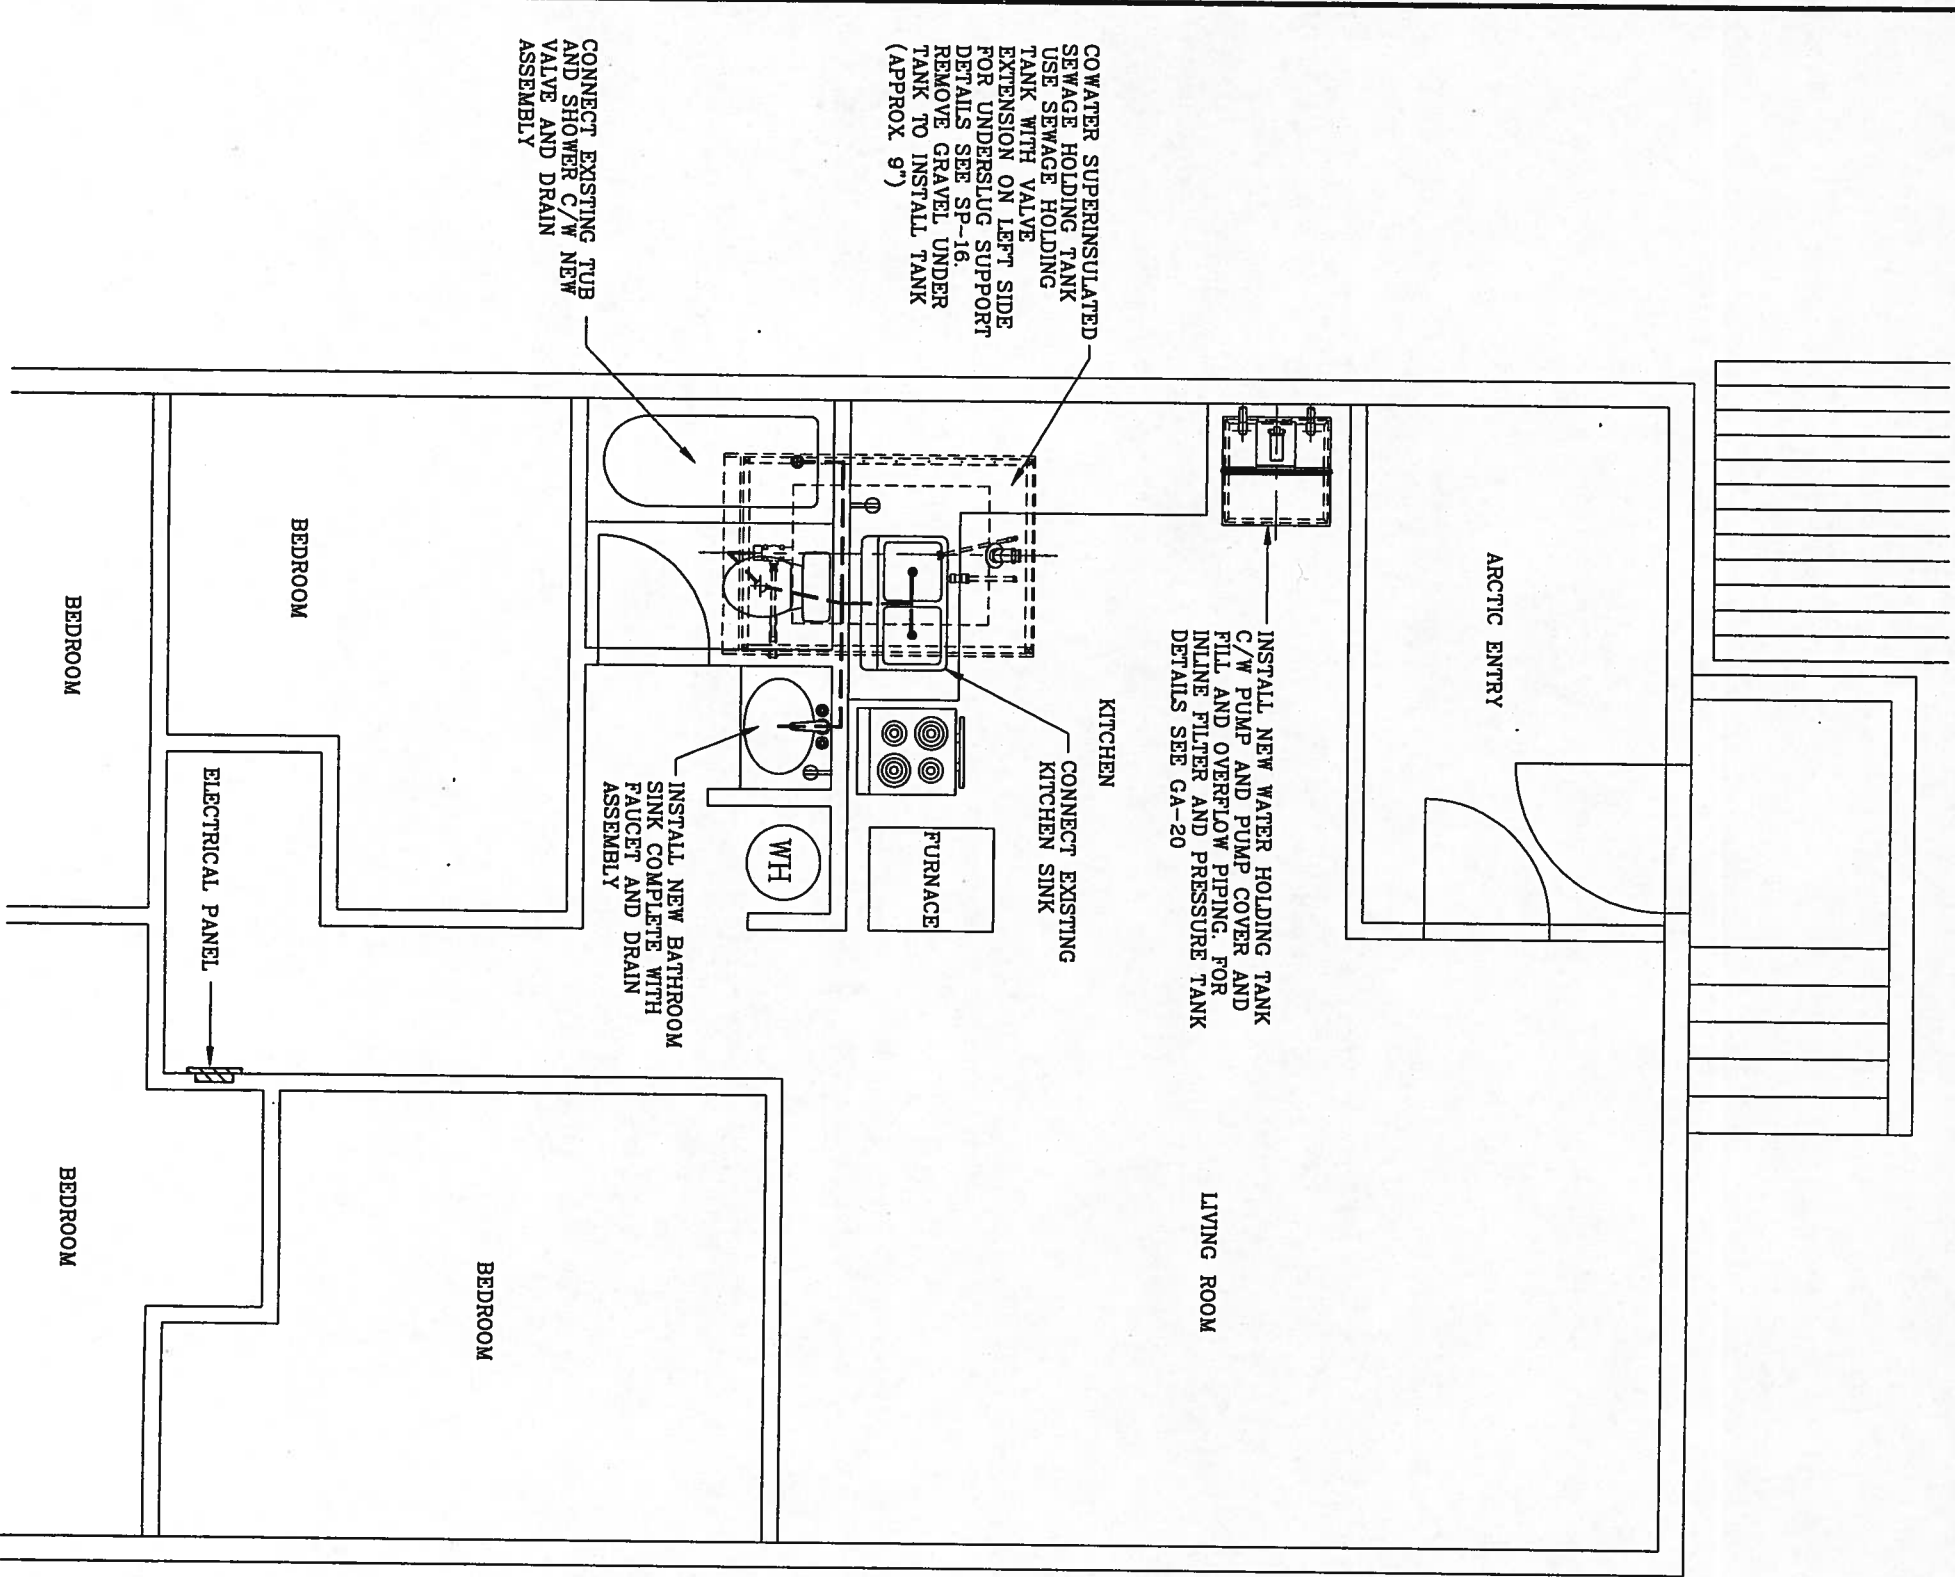 COWATER SUPERINSULATED
SEWAGE HOLDING TANK
USE SEWAGE HOLDING
TANK WITH VALVE
EXTENSION ON LEFT SIDE
FOR UNDERSLUG SUPPORT
DETAILS SEE SP-16.
REMOVE GRAVEL UNDER
TANK TO INSTALL TANK
(APPROX 9")
CONNECT EXISTING TUB
AND SHOWER C/W NEW
VALVE AND DRAIN
ASSEMBLY
ARCTIC ENTRY
INSTALL NEW WATER HOLDING TANK
C/W PUMP AND PUMP COVER AND
FILL AND OVERFLOW PIPING. FOR
INLINE FILTER AND PRESSURE TANK
DETAILS SEE GA-20
KITCHEN
CONNECT EXISTING
KITCHEN SINK
FURNACE
WH
INSTALL NEW BATHROOM
SINK COMPLETE WITH
FAUCET AND DRAIN
ASSEMBLY
BEDROOM
BEDROOM
ELECTRICAL PANEL
LIVING ROOM
BEDROOM
BEDROOM